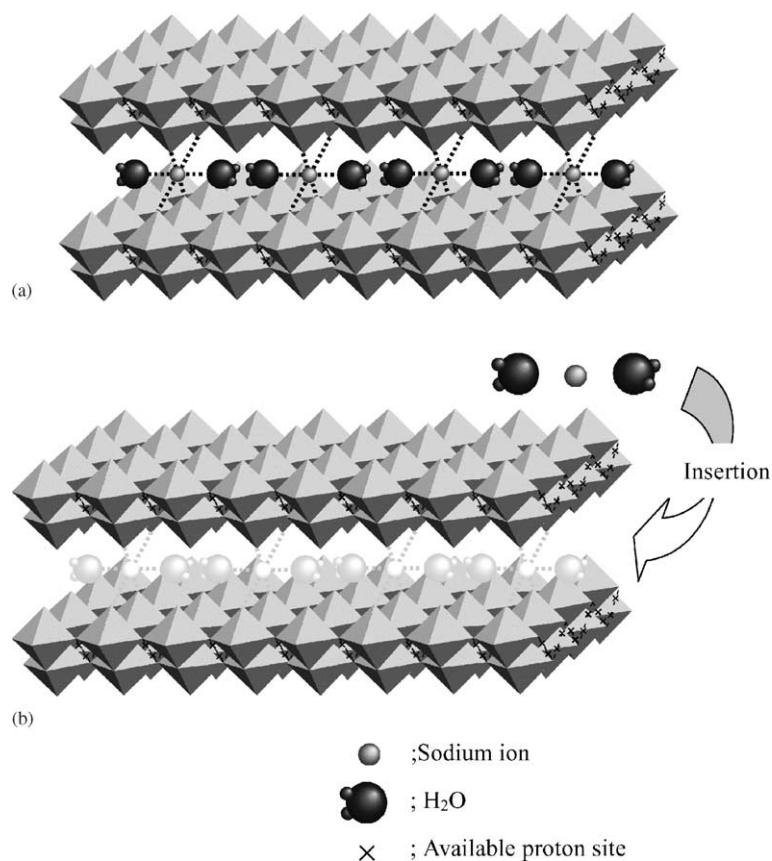 (a)
Insertion
(b)
;Sodium ion
; H₂O
; Available proton site